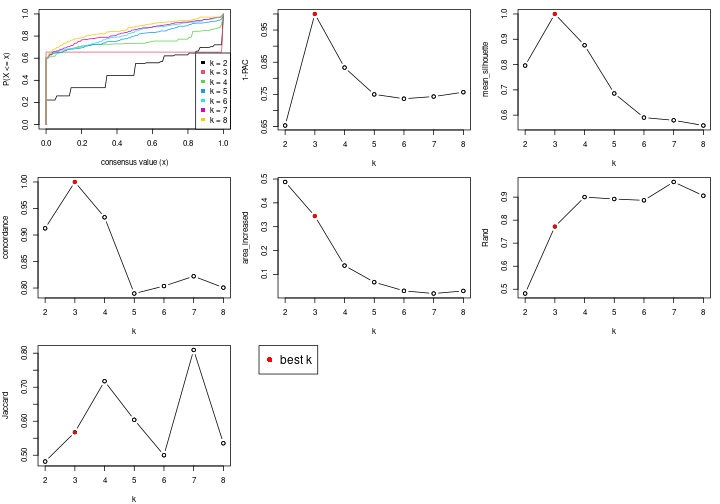 P(X <= x)
0.0 0.2 0.4 0.6 0.8 1.0
0.0 0.2 0.4 0.6 0.8 1.0
consensus value (x)
k = 2
k = 3
k = 4
k = 5
k = 6
k = 7
k = 8
1-PAC
0.65 0.75 0.85 0.95
2 3 4 5 6 7 8
k
mean_silhouette
0.6 0.7 0.8 0.9 1.0
2 3 4 5 6 7 8
k
concordance
0.80 0.85 0.90 0.95 1.00
2 3 4 5 6 7 8
k
area_increased
0.1 0.2 0.3 0.4 0.5
2 3 4 5 6 7 8
k
Rand
0.5 0.6 0.7 0.8 0.9
2 3 4 5 6 7 8
k
Jaccard
0.50 0.60 0.70 0.80
2 3 4 5 6 7 8
k
best k